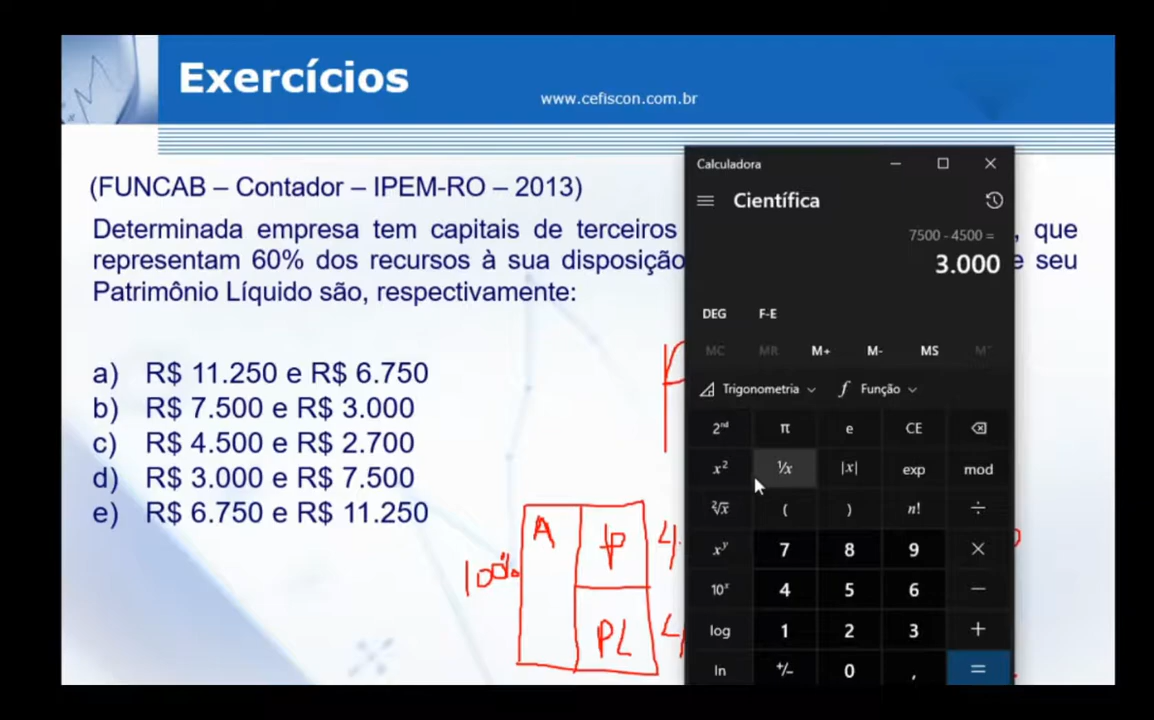 Exercícios
www.cefiscon.com.br
(FUNCAB – Contador – IPEM-RO – 2013)
Determinada empresa tem capitais de terceiros , que
representam 60% dos recursos à sua disposição e seu
Patrimônio Líquido são, respectivamente:
a) R$ 11.250 e R$ 6.750
b) R$ 7.500 e R$ 3.000
c) R$ 4.500 e R$ 2.700
d) R$ 3.000 e R$ 7.500
e) R$ 6.750 e R$ 11.250
100%
A
P
PL
Calculadora
Científica
7500 - 4500 =
3.000
DEG F-E
MC MR M+ M- MS M
Trigonometria f Função
2nd π e CE
x² ¹/x |x| exp mod
²√x ( ) n! ÷
xʸ 7 8 9 ×
10ˣ 4 5 6 −
log 1 2 3 +
ln +/- 0 , =